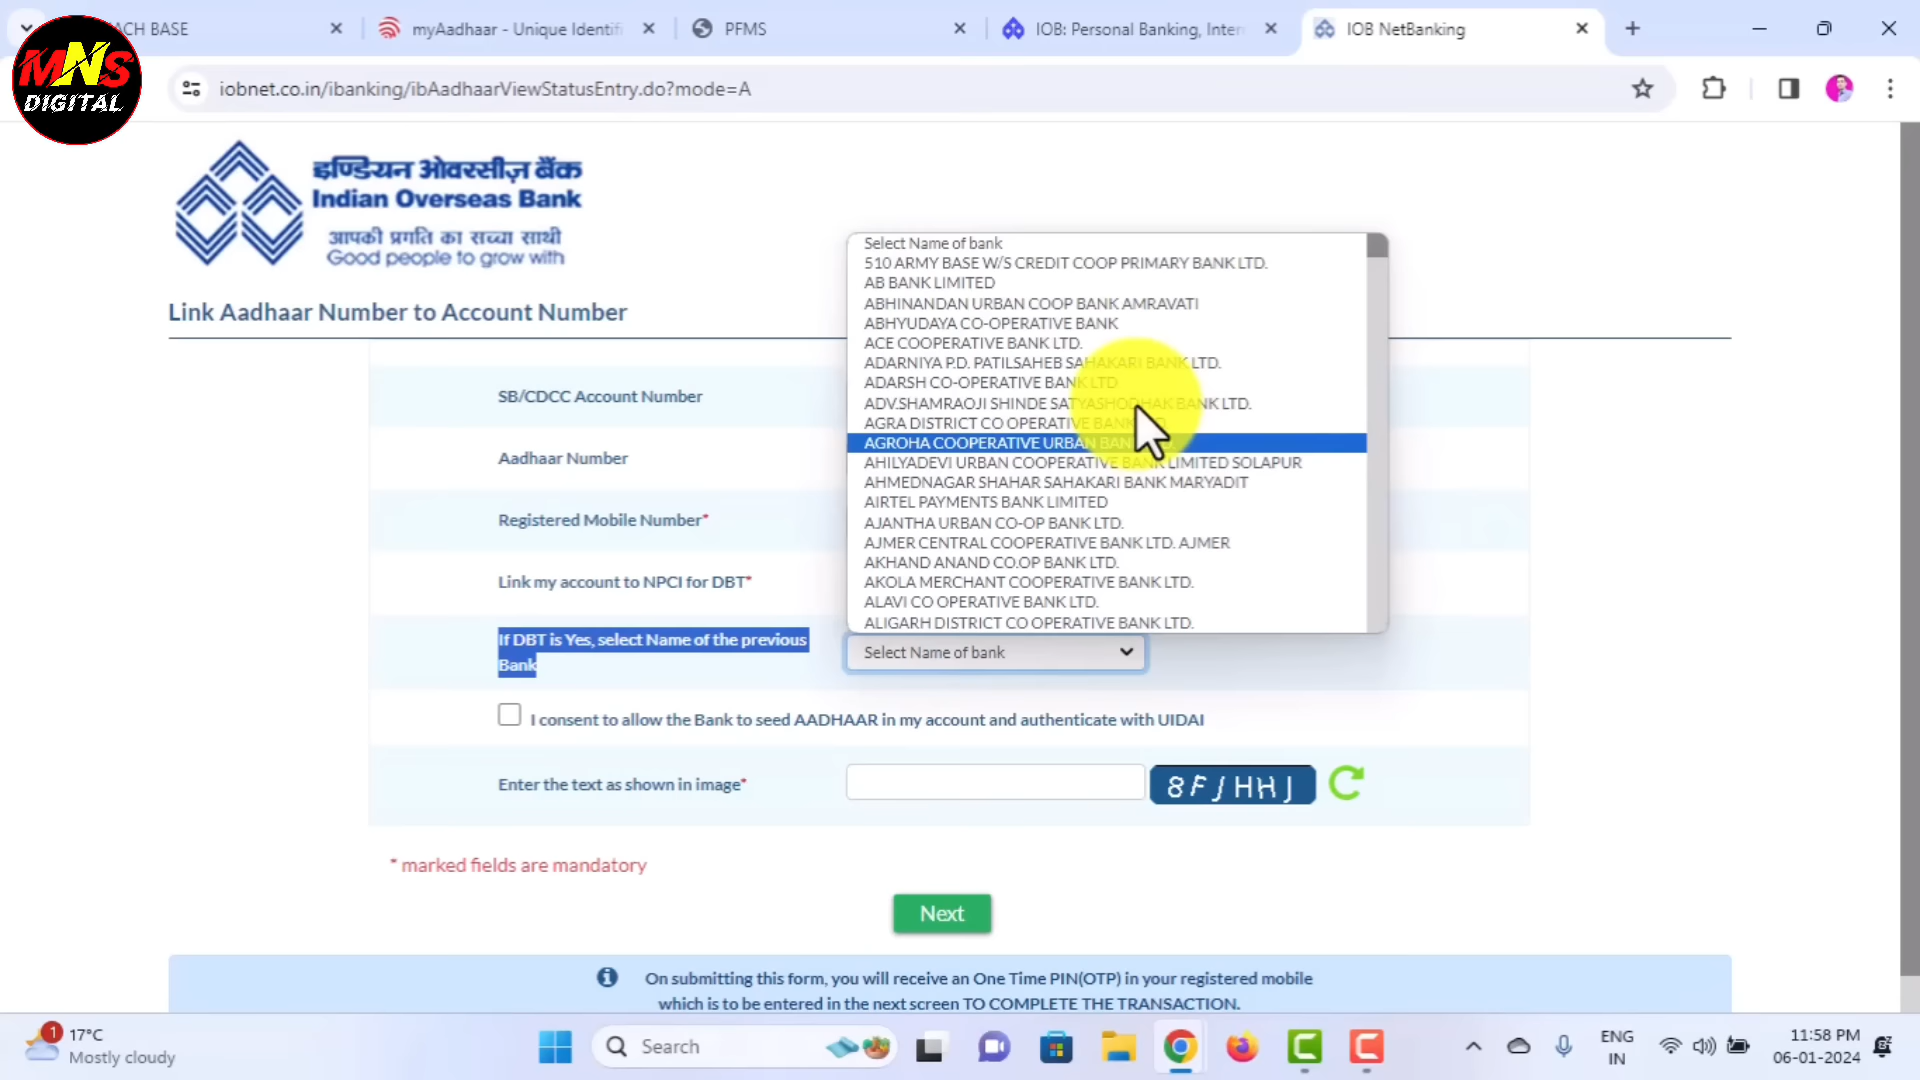 ACH BASE
myAadhaar - Unique Identifi
PFMS
IOB: Personal Banking, Inter
IOB NetBanking
MNS
DIGITAL
iobnet.co.in/ibanking/ibAadhaarViewStatusEntry.do?mode=A
इण्डियन ओवरसीज़ बैंक
Indian Overseas Bank
आपकी प्रगति का सच्चा साथी
Good people to grow with
Link Aadhaar Number to Account Number
Select Name of bank
510 ARMY BASE W/S CREDIT COOP PRIMARY BANK LTD.
AB BANK LIMITED
ABHINANDAN URBAN COOP BANK AMRAVATI
ABHYUDAYA CO-OPERATIVE BANK
ACE COOPERATIVE BANK LTD.
ADARNIYA P.D. PATILSAHEB SAHAKARI BANK LTD.
ADARSH CO-OPERATIVE BANK LTD
ADV.SHAMRAOJI SHINDE SATYASHODHAK BANK LTD.
AGRA DISTRICT CO OPERATIVE BANK
AGROHA COOPERATIVE URBAN BAN
AHILYADEVI URBAN COOPERATIVE BANK LIMITED SOLAPUR
AHMEDNAGAR SHAHAR SAHAKARI BANK MARYADIT
AIRTEL PAYMENTS BANK LIMITED
AJANTHA URBAN CO-OP BANK LTD.
AJMER CENTRAL COOPERATIVE BANK LTD. AJMER
AKHAND ANAND CO.OP BANK LTD.
AKOLA MERCHANT COOPERATIVE BANK LTD.
ALAVI CO OPERATIVE BANK LTD.
ALIGARH DISTRICT CO OPERATIVE BANK LTD.
SB/CDCC Account Number
Aadhaar Number
Registered Mobile Number*
Link my account to NPCI for DBT*
If DBT is Yes, select Name of the previous
Bank
Select Name of bank
I consent to allow the Bank to seed AADHAAR in my account and authenticate with UIDAI
Enter the text as shown in image*
8FJHHJ
* marked fields are mandatory
Next
On submitting this form, you will receive an One Time PIN(OTP) in your registered mobile
which is to be entered in the next screen TO COMPLETE THE TRANSACTION.
1
17°C
Mostly cloudy
Search
ENG
IN
11:58 PM
06-01-2024